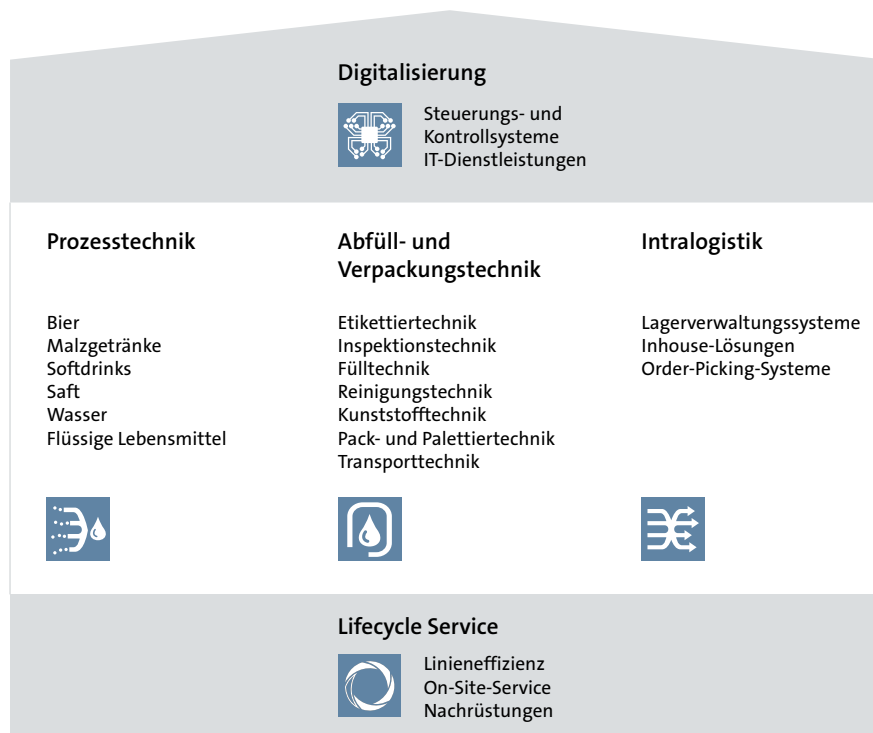 Digitalisierung
Steuerungs- und
Kontrollsysteme
IT-Dienstleistungen
Prozesstechnik
Bier
Malzgetränke
Softdrinks
Saft
Wasser
Flüssige Lebensmittel
Abfüll- und
Verpackungstechnik
Etikettiertechnik
Inspektionstechnik
Fülltechnik
Reinigungstechnik
Kunststofftechnik
Pack- und Palettiertechnik
Transporttechnik
Intralogistik
Lagerverwaltungssysteme
Inhouse-Lösungen
Order-Picking-Systeme
Lifecycle Service
Linieneffizienz
On-Site-Service
Nachrüstungen